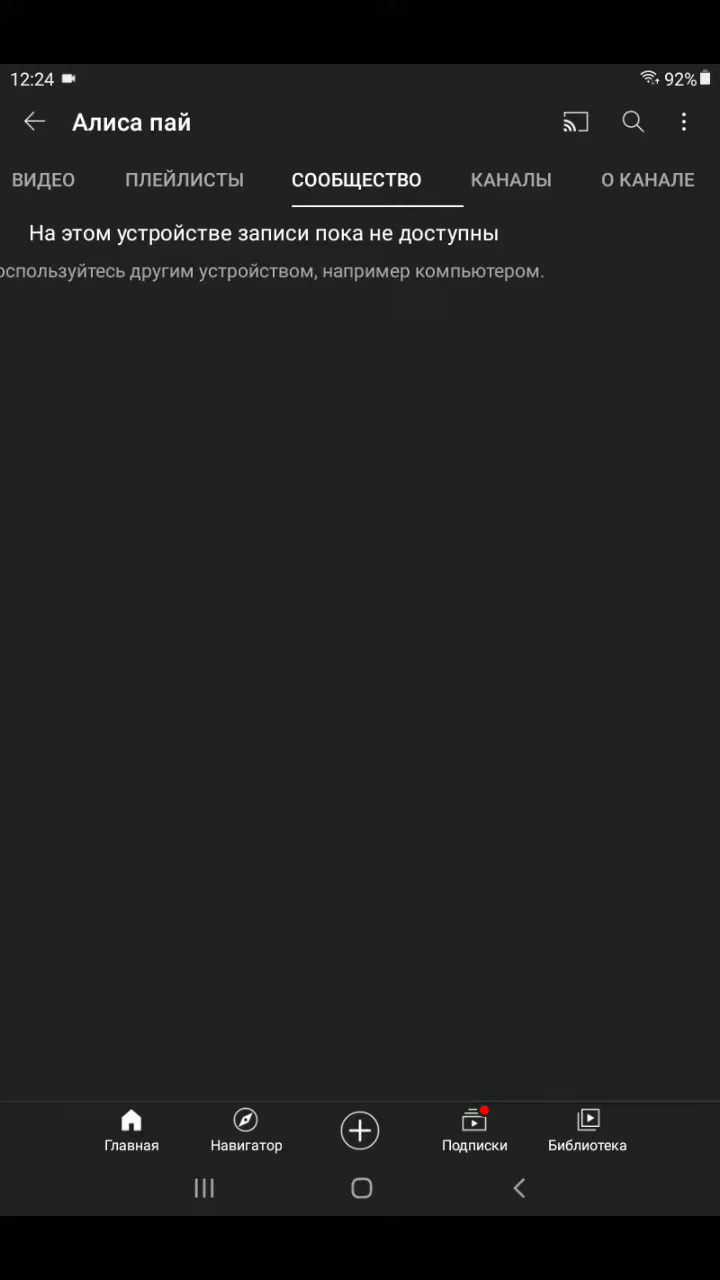 12:24 92%
Алиса пай
ВИДЕО ПЛЕЙЛИСТЫ СООБЩЕСТВО КАНАЛЫ О КАНАЛЕ
На этом устройстве записи пока не доступны
оспользуйтесь другим устройством, например компьютером.
Главная Навигатор Подписки Библиотека